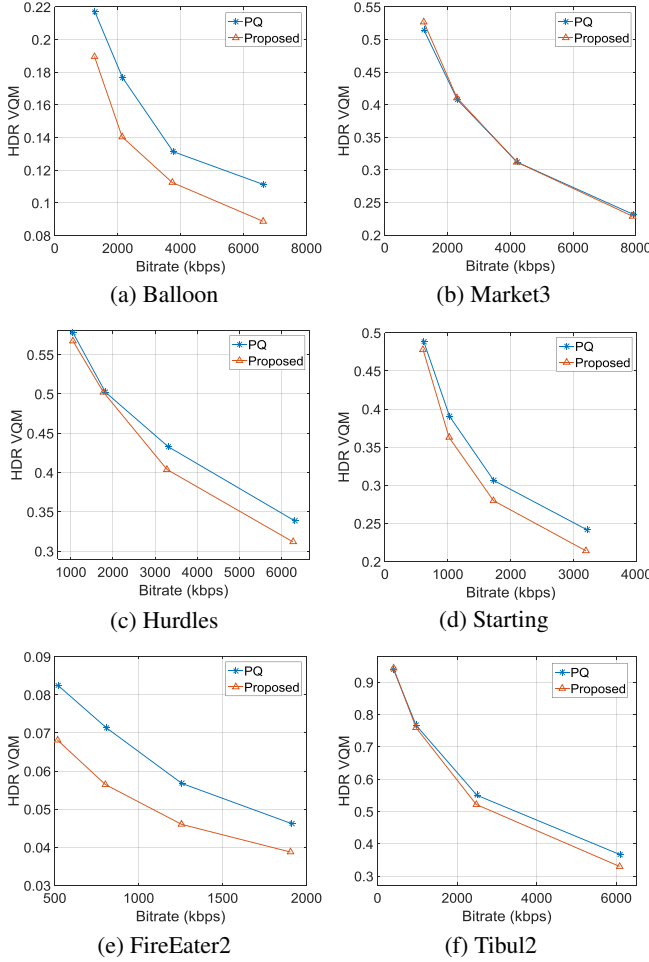 0.22
0.2
0.18
0.16
0.14
0.12
0.1
0.08
HDR VQM
0 2000 4000 6000 8000
Bitrate (kbps)
PQ
Proposed
(a) Balloon
0.55
0.5
0.45
0.4
0.35
0.3
0.25
0.2
HDR VQM
0 2000 4000 6000 8000
Bitrate (kbps)
PQ
Proposed
(b) Market3
0.55
0.5
0.45
0.4
0.35
0.3
HDR VQM
1000 2000 3000 4000 5000 6000
Bitrate (kbps)
PQ
Proposed
(c) Hurdles
0.5
0.45
0.4
0.35
0.3
0.25
0.2
HDR VQM
0 1000 2000 3000 4000
Bitrate (kbps)
PQ
Proposed
(d) Starting
0.09
0.08
0.07
0.06
0.05
0.04
0.03
HDR VQM
500 1000 1500 2000
Bitrate (kbps)
PQ
Proposed
(e) FireEater2
0.9
0.8
0.7
0.6
0.5
0.4
0.3
HDR VQM
0 2000 4000 6000
Bitrate (kbps)
PQ
Proposed
(f) Tibul2